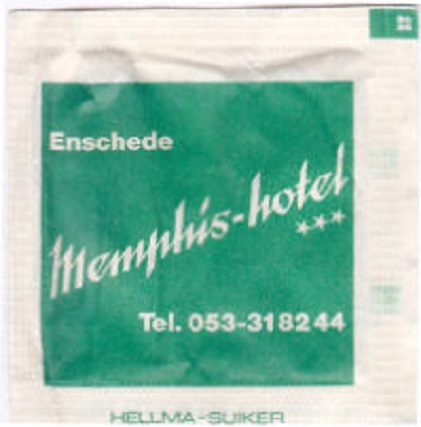 Enschede
Memphis-hotel
★★★
Tel. 053-318244
HELLMA-SUIKER